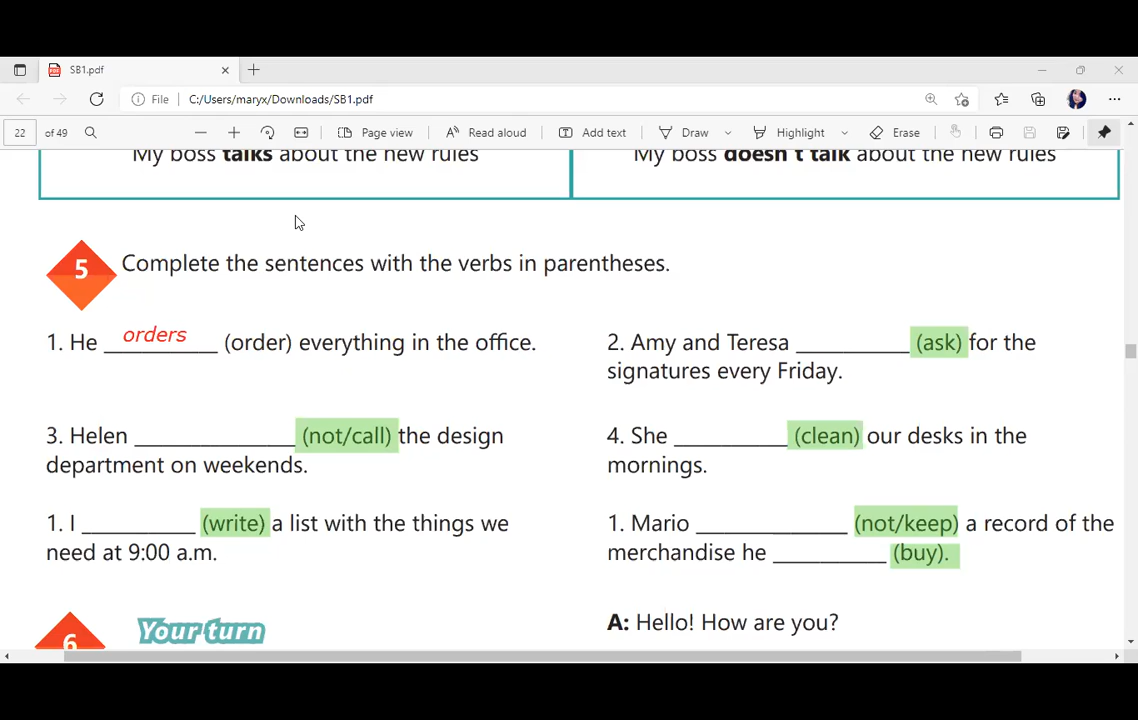 SB1.pdf
File C:/Users/maryx/Downloads/SB1.pdf
22 of 49 Page view Read aloud Add text Draw Highlight Erase
My boss talks about the new rules
My boss doesn't talk about the new rules
5 Complete the sentences with the verbs in parentheses.
1. He orders (order) everything in the office.
2. Amy and Teresa __________ (ask) for the
signatures every Friday.
3. Helen ______________ (not/call) the design
department on weekends.
4. She __________ (clean) our desks in the
mornings.
1. I __________ (write) a list with the things we
need at 9:00 a.m.
1. Mario _____________ (not/keep) a record of the
merchandise he __________ (buy).
6 Your turn
A: Hello! How are you?